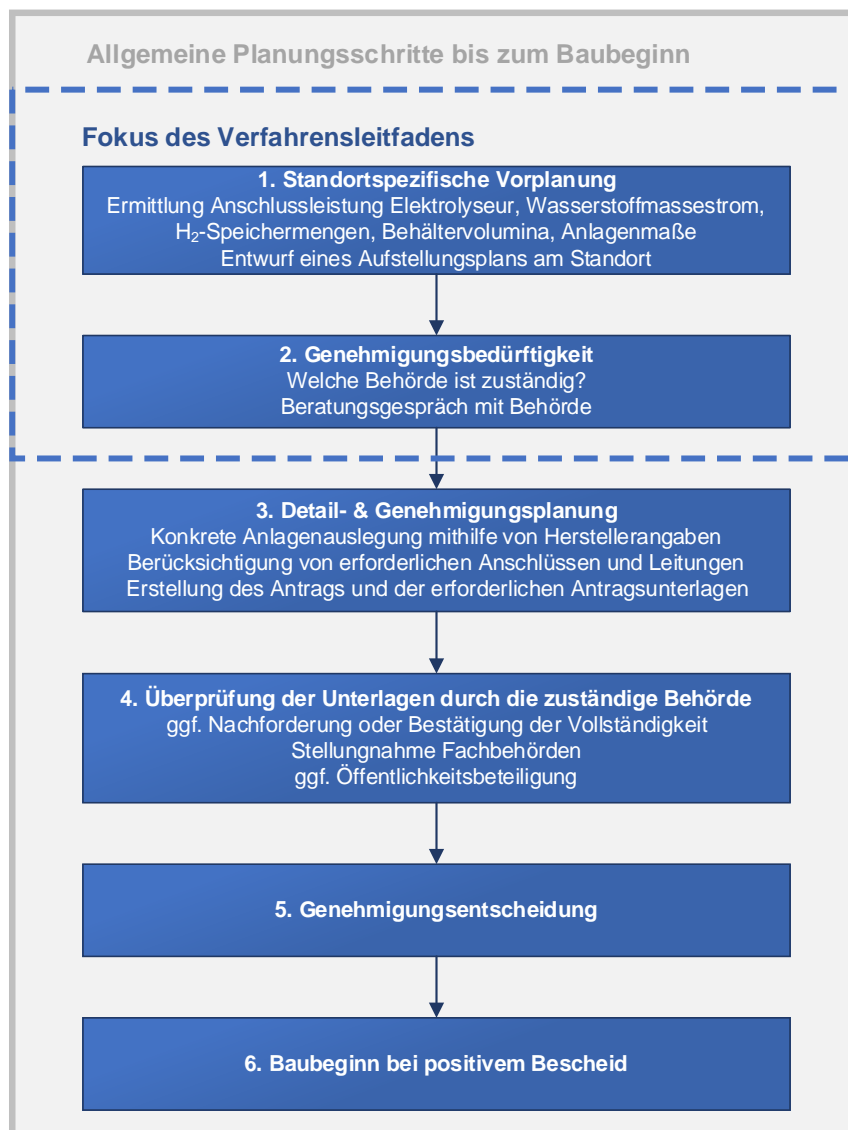 Allgemeine Planungsschritte bis zum Baubeginn
Fokus des Verfahrensleitfadens
1. Standortspezifische Vorplanung
Ermittlung Anschlussleistung Elektrolyseur, Wasserstoffmassestrom,
H₂-Speichermengen, Behältervolumina, Anlagenmaße
Entwurf eines Aufstellungsplans am Standort
2. Genehmigungsbedürftigkeit
Welche Behörde ist zuständig?
Beratungsgespräch mit Behörde
3. Detail- & Genehmigungsplanung
Konkrete Anlagenauslegung mithilfe von Herstellerangaben
Berücksichtigung von erforderlichen Anschlüssen und Leitungen
Erstellung des Antrags und der erforderlichen Antragsunterlagen
4. Überprüfung der Unterlagen durch die zuständige Behörde
ggf. Nachforderung oder Bestätigung der Vollständigkeit
Stellungnahme Fachbehörden
ggf. Öffentlichkeitsbeteiligung
5. Genehmigungsentscheidung
6. Baubeginn bei positivem Bescheid